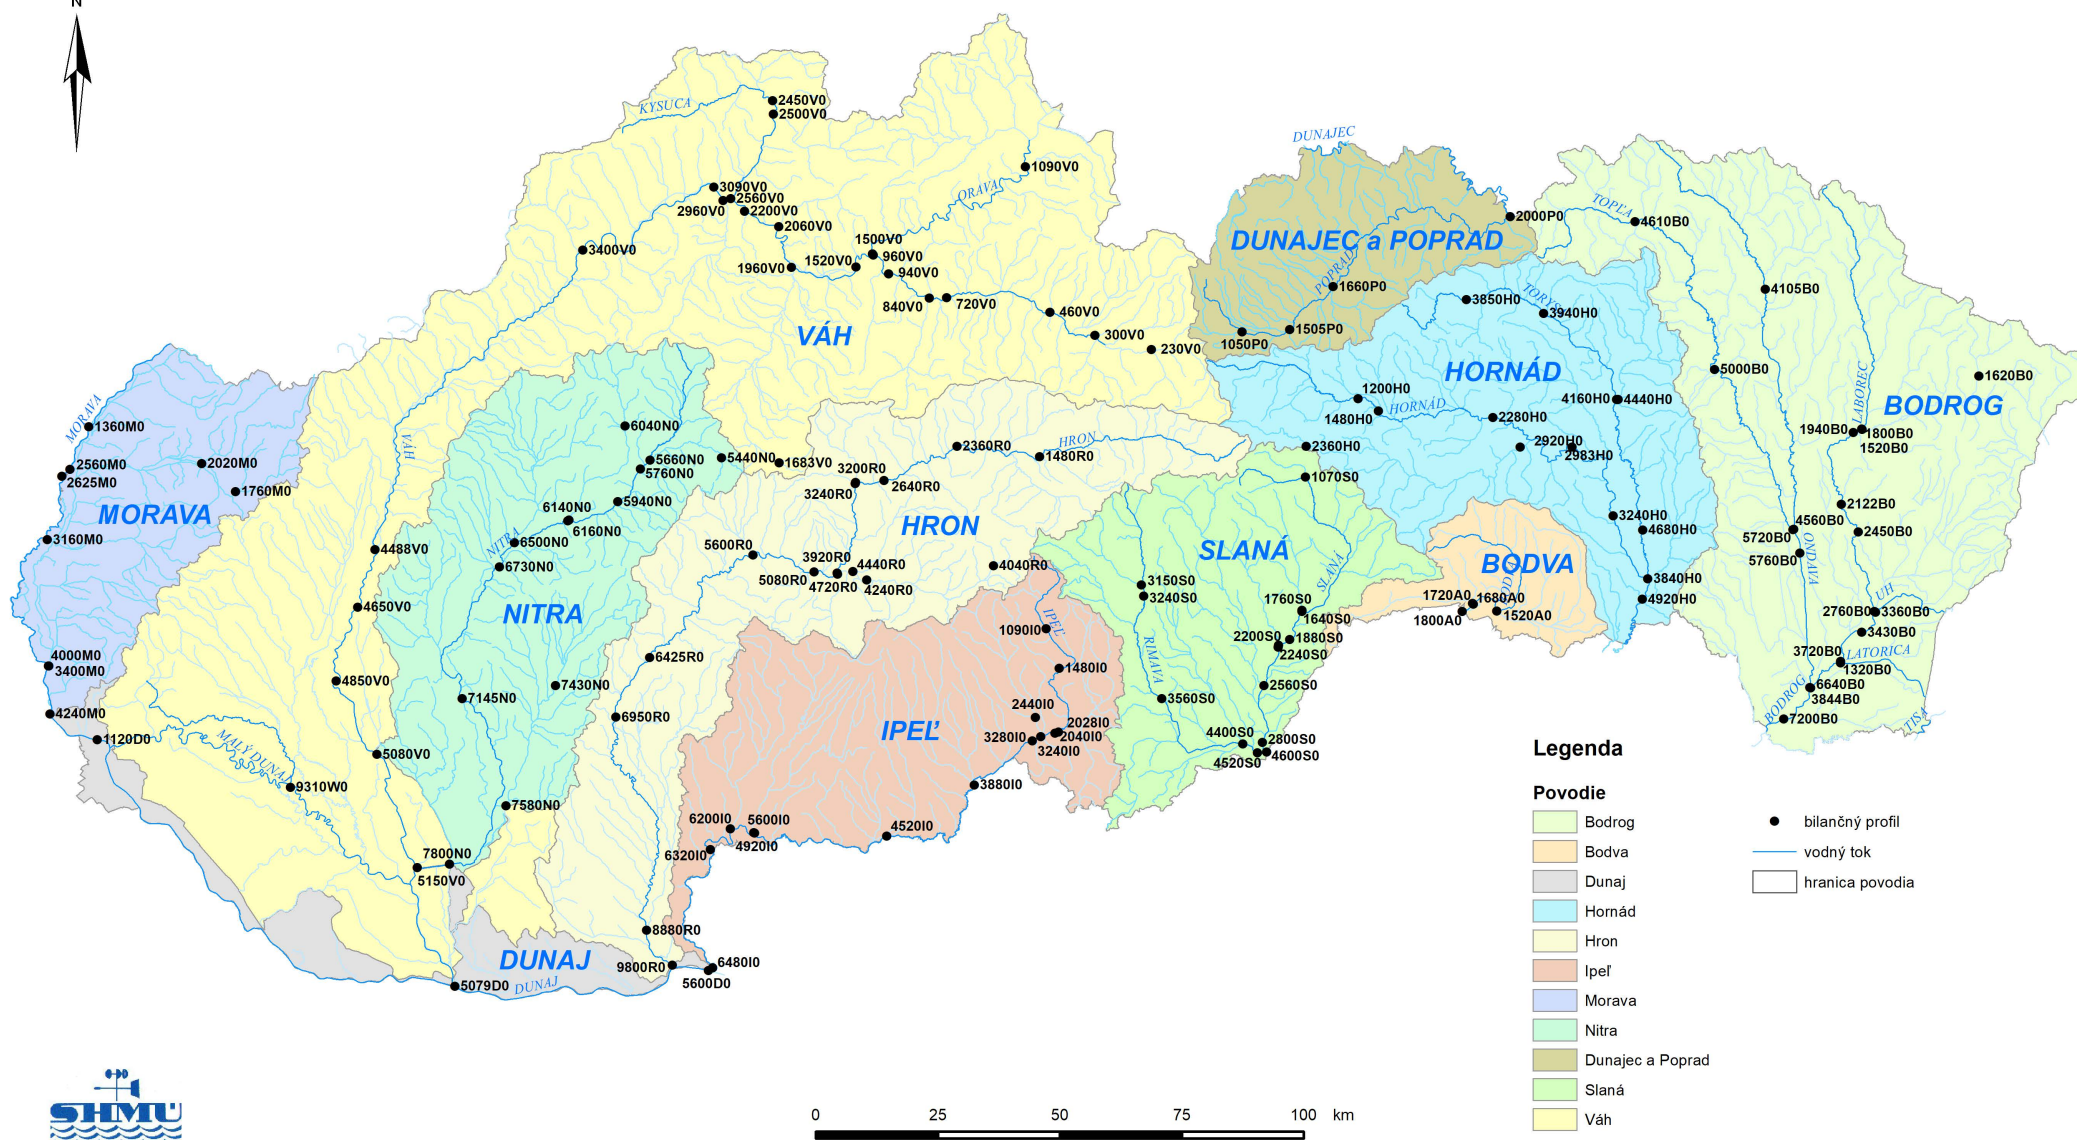 N
KYSUCA
2450V0
2500V0
DUNAJEC
1090V0
ORAVA
3090V0
2560V0
2960V0
2200V0
2060V0
TOPĽA
2000P0
4610B0
DUNAJEC a POPRAD
3400V0
1500V0
1520V0
960V0
1960V0
940V0
POPRAD
1660P0
TORYSA
4105B0
840V0
720V0
3850H0
3940H0
460V0
VÁH
300V0
1505P0
1050P0
230V0
HORNÁD
5000B0
LABOREC
1620B0
1200H0
4160H0
4440H0
BODROG
MORAVA
1360M0
1480H0
HORNÁD
2280H0
6040N0
1940B0
1800B0
1520B0
VÁH
HRON
2360R0
1480R0
2360H0
2920H0
2983H0
2560M0
2625M0
2020M0
5660N0
5760N0
5440N0
1683V0
3200R0
3240R0
2640R0
1070S0
1760M0
MORAVA
5940N0
6140N0
6160N0
HRON
3240H0
4680H0
2122B0
4560B0
5720B0
2450B0
3160M0
NITRA
6500N0
4488V0
5600R0
SLANÁ
BODVA
5760B0
ONDAVA
6730N0
3920R0
5080R0
4720R0
4440R0
4240R0
4040R0
3150S0
3240S0
SLANÁ
3840H0
4920H0
UH
4650V0
NITRA
IPEĽ
1090I0
1760S0
1640S0
1720A0
1680A0
1800A0
1520A0
2760B0
3360B0
2200S0
1880S0
2240S0
3430B0
4000M0
3400M0
6425R0
1480I0
RIMAVA
3720B0
LATORICA
1320B0
4850V0
7145N0
7430N0
2560S0
3560S0
6640B0
3844B0
BODROG
7200B0
TISA
4240M0
6950R0
IPEĽ
2440I0
2028I0
2040I0
3280I0
3240I0
1120D0
MALÝ DUNAJ
5080V0
4400S0
2800S0
4520S0
4600S0
9310W0
3880I0
7580N0
6200I0
5600I0
4920I0
4520I0
6320I0
7800N0
5150V0
8880R0
DUNAJ
9800R0
6480I0
5600D0
5079D0
DUNAJ
Legenda
Povodie
Bodrog
Bodva
Dunaj
Hornád
Hron
Ipeľ
Morava
Nitra
Dunajec a Poprad
Slaná
Váh
bilančný profil
vodný tok
hranica povodia
SHMÚ
0 25 50 75 100 km